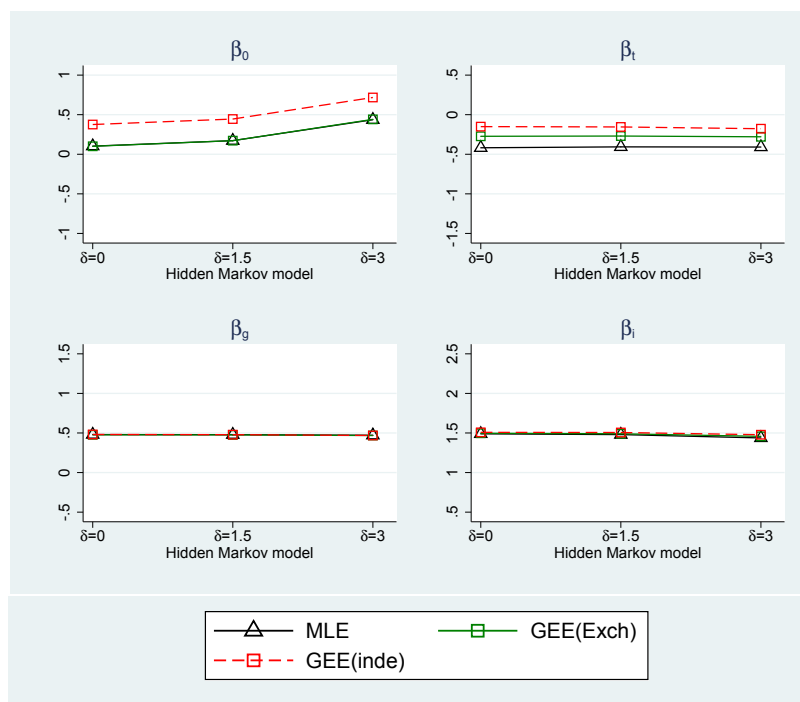 β0
1
.5
0
-.5
-1
δ=0 δ=1.5 δ=3
Hidden Markov model
βt
.5
0
-.5
-1
-1.5
δ=0 δ=1.5 δ=3
Hidden Markov model
βg
1.5
1
.5
0
-.5
δ=0 δ=1.5 δ=3
Hidden Markov model
βi
2.5
2
1.5
1
.5
δ=0 δ=1.5 δ=3
Hidden Markov model
MLE GEE(Exch)
GEE(inde)